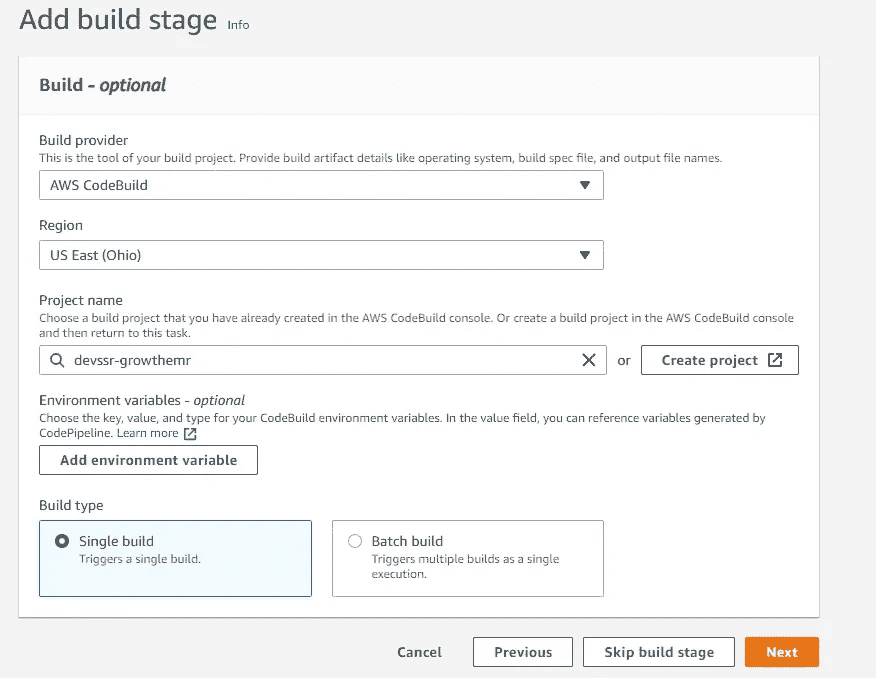 Add build stage Info
Build - optional
Build provider
This is the tool of your build project. Provide build artifact details like operating system, build spec file, and output file names.
AWS CodeBuild
Region
US East (Ohio)
Project name
Choose a build project that you have already created in the AWS CodeBuild console. Or create a build project in the AWS CodeBuild console
and then return to this task.
devssr-growthemr
or
Create project
Environment variables - optional
Choose the key, value, and type for your CodeBuild environment variables. In the value field, you can reference variables generated by
CodePipeline. Learn more
Add environment variable
Build type
Single build
Triggers a single build.
Batch build
Triggers multiple builds as a single
execution.
Cancel
Previous
Skip build stage
Next